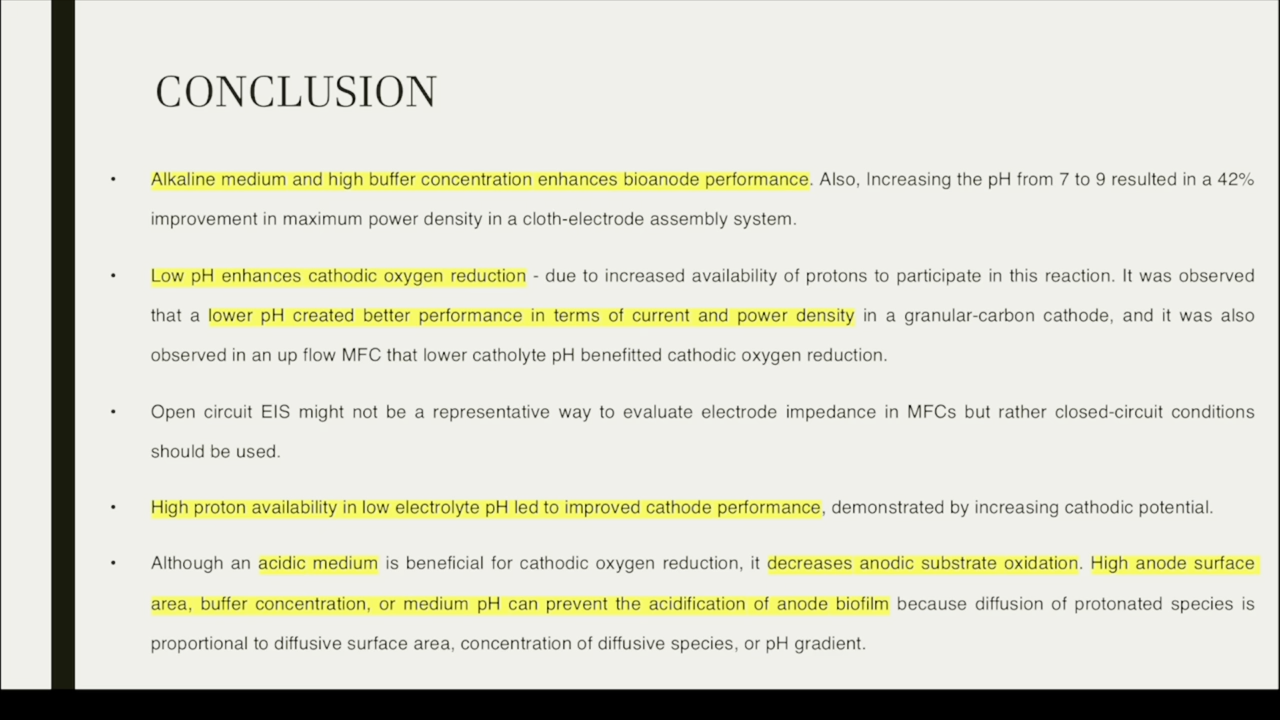 CONCLUSION
• Alkaline medium and high buffer concentration enhances bioanode performance. Also, Increasing the pH from 7 to 9 resulted in a 42%
improvement in maximum power density in a cloth-electrode assembly system.
• Low pH enhances cathodic oxygen reduction - due to increased availability of protons to participate in this reaction. It was observed
that a lower pH created better performance in terms of current and power density in a granular-carbon cathode, and it was also
observed in an up flow MFC that lower catholyte pH benefitted cathodic oxygen reduction.
• Open circuit EIS might not be a representative way to evaluate electrode impedance in MFCs but rather closed-circuit conditions
should be used.
• High proton availability in low electrolyte pH led to improved cathode performance, demonstrated by increasing cathodic potential.
• Although an acidic medium is beneficial for cathodic oxygen reduction, it decreases anodic substrate oxidation. High anode surface
area, buffer concentration, or medium pH can prevent the acidification of anode biofilm because diffusion of protonated species is
proportional to diffusive surface area, concentration of diffusive species, or pH gradient.